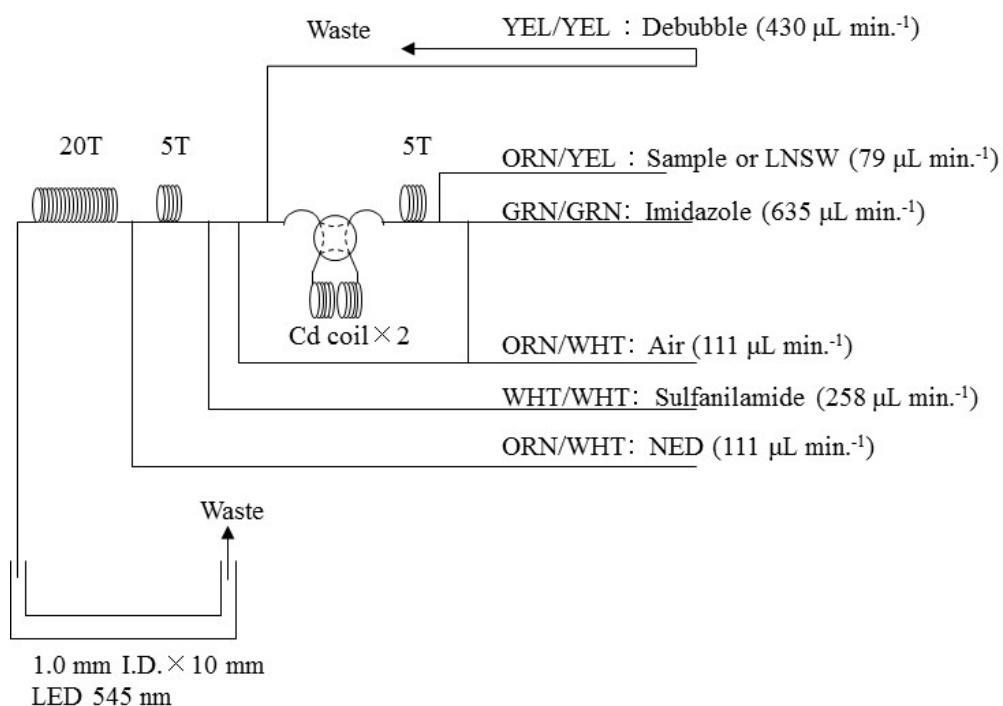 Waste
YEL/YEL : Debubble (430 μL min.-1)
20T
5T
5T
ORN/YEL : Sample or LNSW (79 μL min.-1)
GRN/GRN: Imidazole (635 μL min.-1)
Cd coil×2
ORN/WHT: Air (111 μL min.-1)
WHT/WHT: Sulfanilamide (258 μL min.-1)
ORN/WHT: NED (111 μL min.-1)
Waste
1.0 mm I.D.×10 mm
LED 545 nm